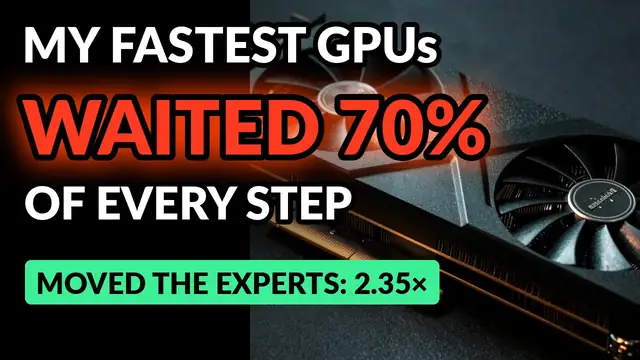 MY FASTEST GPUs
WAITED 70%
OF EVERY STEP
MOVED THE EXPERTS: 2.35×